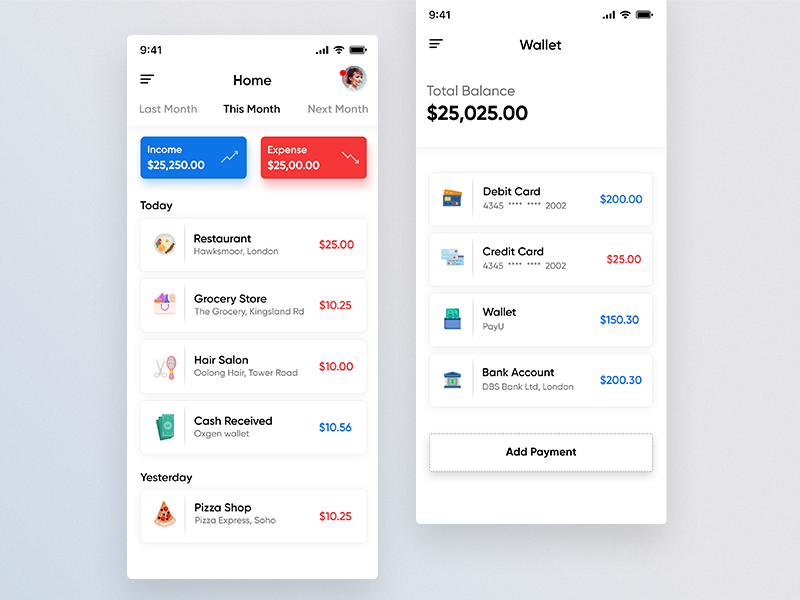 9:41
Home
Last Month This Month Next Month
Income
$25,250.00
Expense
$25,00.00
Today
Restaurant
Hawksmoor, London
$25.00
Grocery Store
The Grocery, Kingsland Rd
$10.25
Hair Salon
Oolong Hair, Tower Road
$10.00
Cash Received
Oxgen wallet
$10.56
Yesterday
Pizza Shop
Pizza Express, Soho
$10.25
9:41
Wallet
Total Balance
$25,025.00
Debit Card
4345 **** **** 2002
$200.00
Credit Card
4345 **** **** 2002
$25.00
Wallet
PayU
$150.30
Bank Account
DBS Bank Ltd, London
$200.30
Add Payment